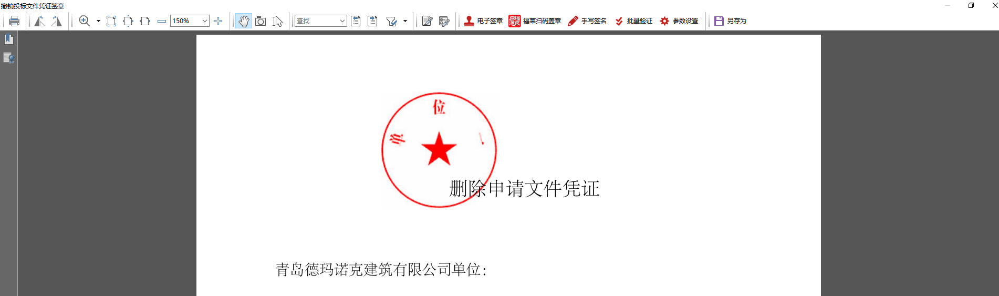 撤销投标文件凭证签章
150% 查找 电子签章 福莱扫码盖章 手写签名 批量验证 参数设置 另存为
单位一
删除申请文件凭证
青岛德玛诺克建筑有限公司单位：